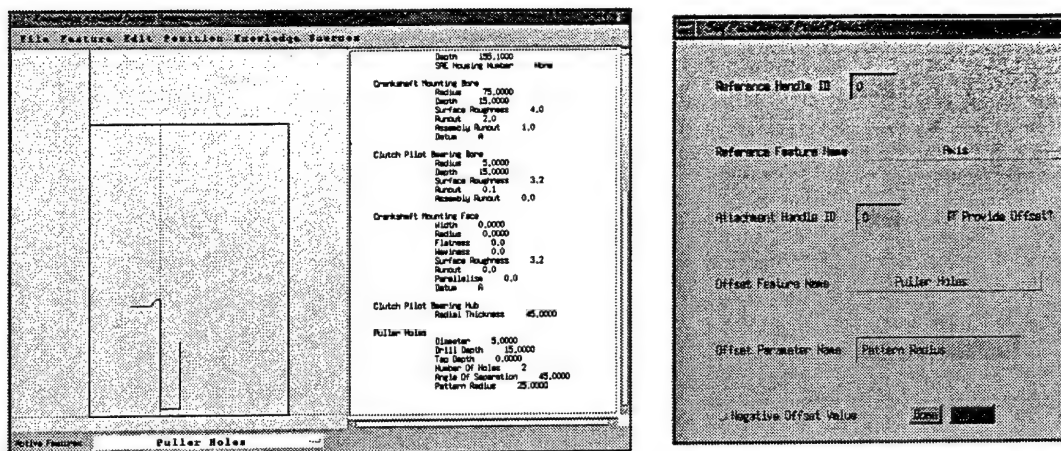 File Feature Edit Position Knowledge Sources
Depth 155.1000
SAE Housing Number None
Crankshaft Mounting Bore
Radius 75.0000
Depth 15.0000
Surface Roughness 4.0
Runout 2.0
Assembly Runout 1.0
Datum A
Clutch Pilot Bearing Bore
Radius 5.0000
Depth 15.0000
Surface Roughness 3.2
Runout 0.1
Assembly Runout 0.0
Crankshaft Mounting Face
Width 0.0000
Radius 0.0000
Flatness 0.0
Waviness 0.0
Surface Roughness 3.2
Runout 0.0
Parallelism 0.0
Datum A
Clutch Pilot Bearing Hub
Radial Thickness 45.0000
Puller Holes
Diameter 5.0000
Drill Depth 15.0000
Tap Depth 0.0000
Number Of Holes 2
Angle Of Separation 45.0000
Pattern Radius 25.0000
Active Features Puller Holes
Reference Handle ID 0
Reference Feature Name Axis
Attachment Handle ID 0 Provide Offset?
Offset Feature Name Puller Holes
Offset Parameter Name Pattern Radius
Negative Offset Value Done